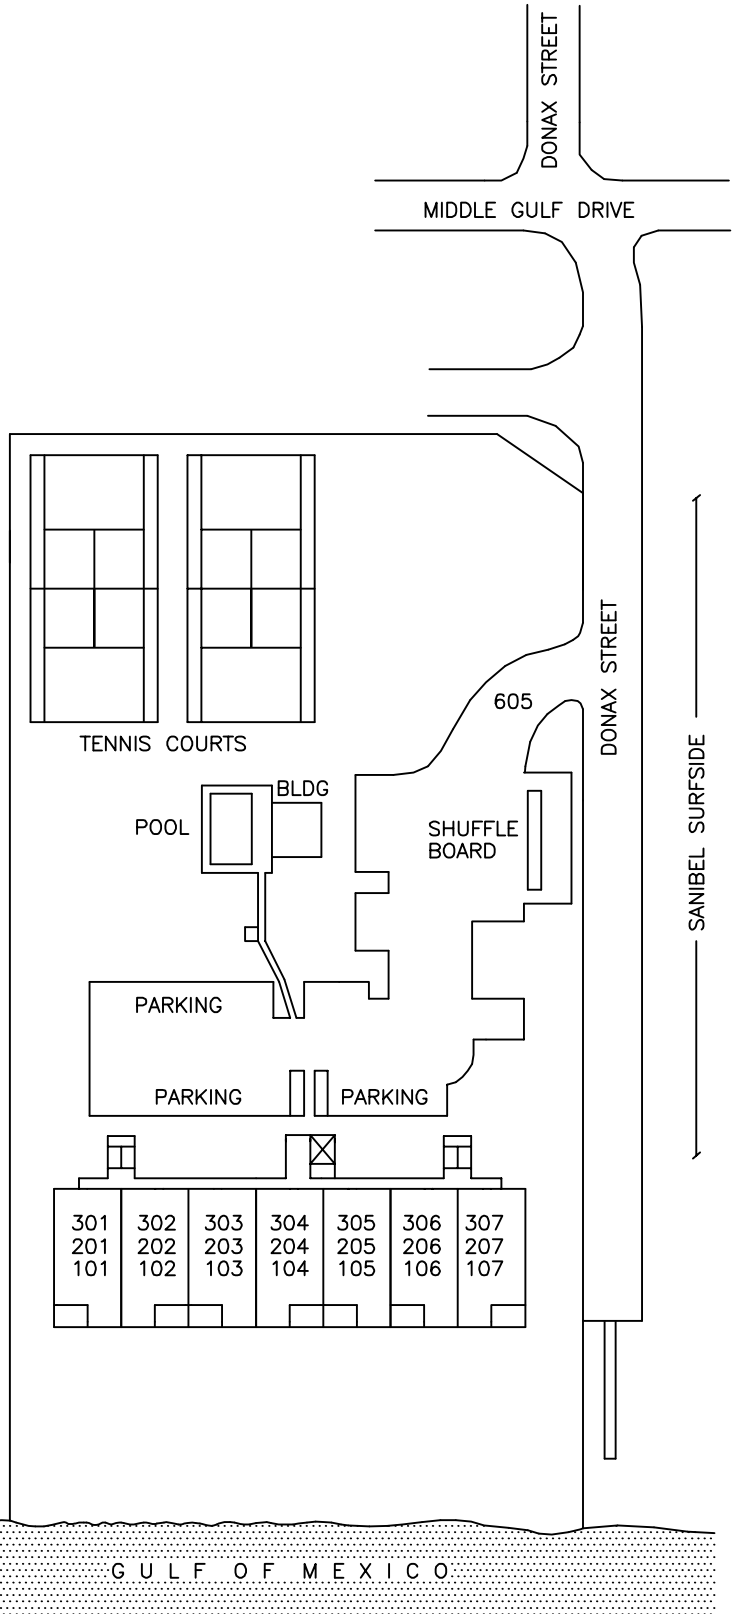 DONAX STREET
MIDDLE GULF DRIVE
605
DONAX STREET
TENNIS COURTS
SANIBEL SURFSIDE
BLDG
POOL
SHUFFLE
BOARD
PARKING
PARKING
PARKING
301 302 303 304 305 306 307
201 202 203 204 205 206 207
101 102 103 104 105 106 107
GULF OF MEXICO